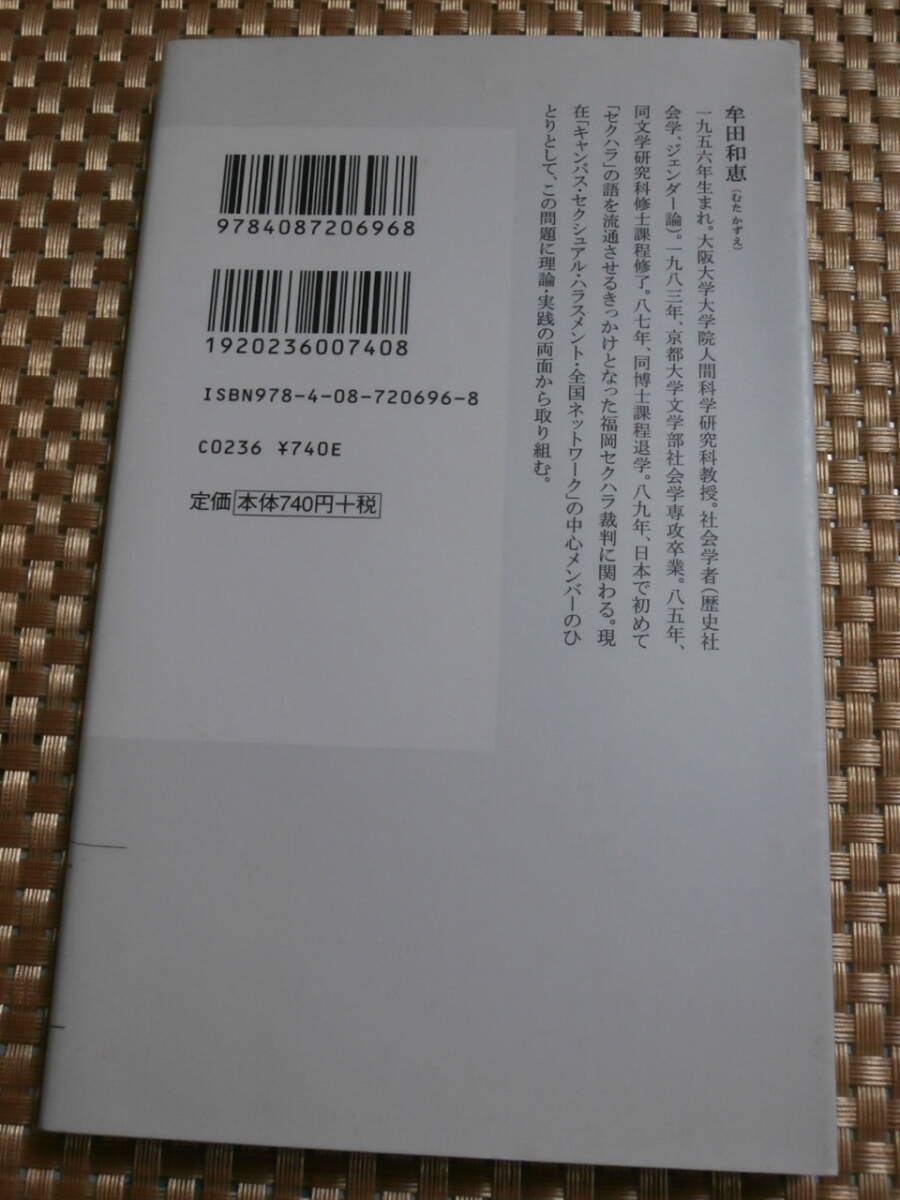 牟田和恵(むた かずえ)
一九五六年生まれ。大阪大学大学院人間科学研究科教授。社会学者(歴史社
会学、ジェンダー論)。一九八三年、京都大学文学部社会学専攻卒業。八五年、
同文学研究科修士課程修了。八七年、同博士課程退学。八九年、日本で初めて
「セクハラ」の語を流通させるきっかけとなった福岡セクハラ裁判に関わる。現
在「キャンパス・セクシュアル・ハラスメント・全国ネットワーク」の中心メンバーのひ
とりとして、この問題に理論・実践の両面から取り組む。
9784087206968
1920236007408
ISBN978-4-08-720696-8
C0236 ¥740E
定価 本体740円+税